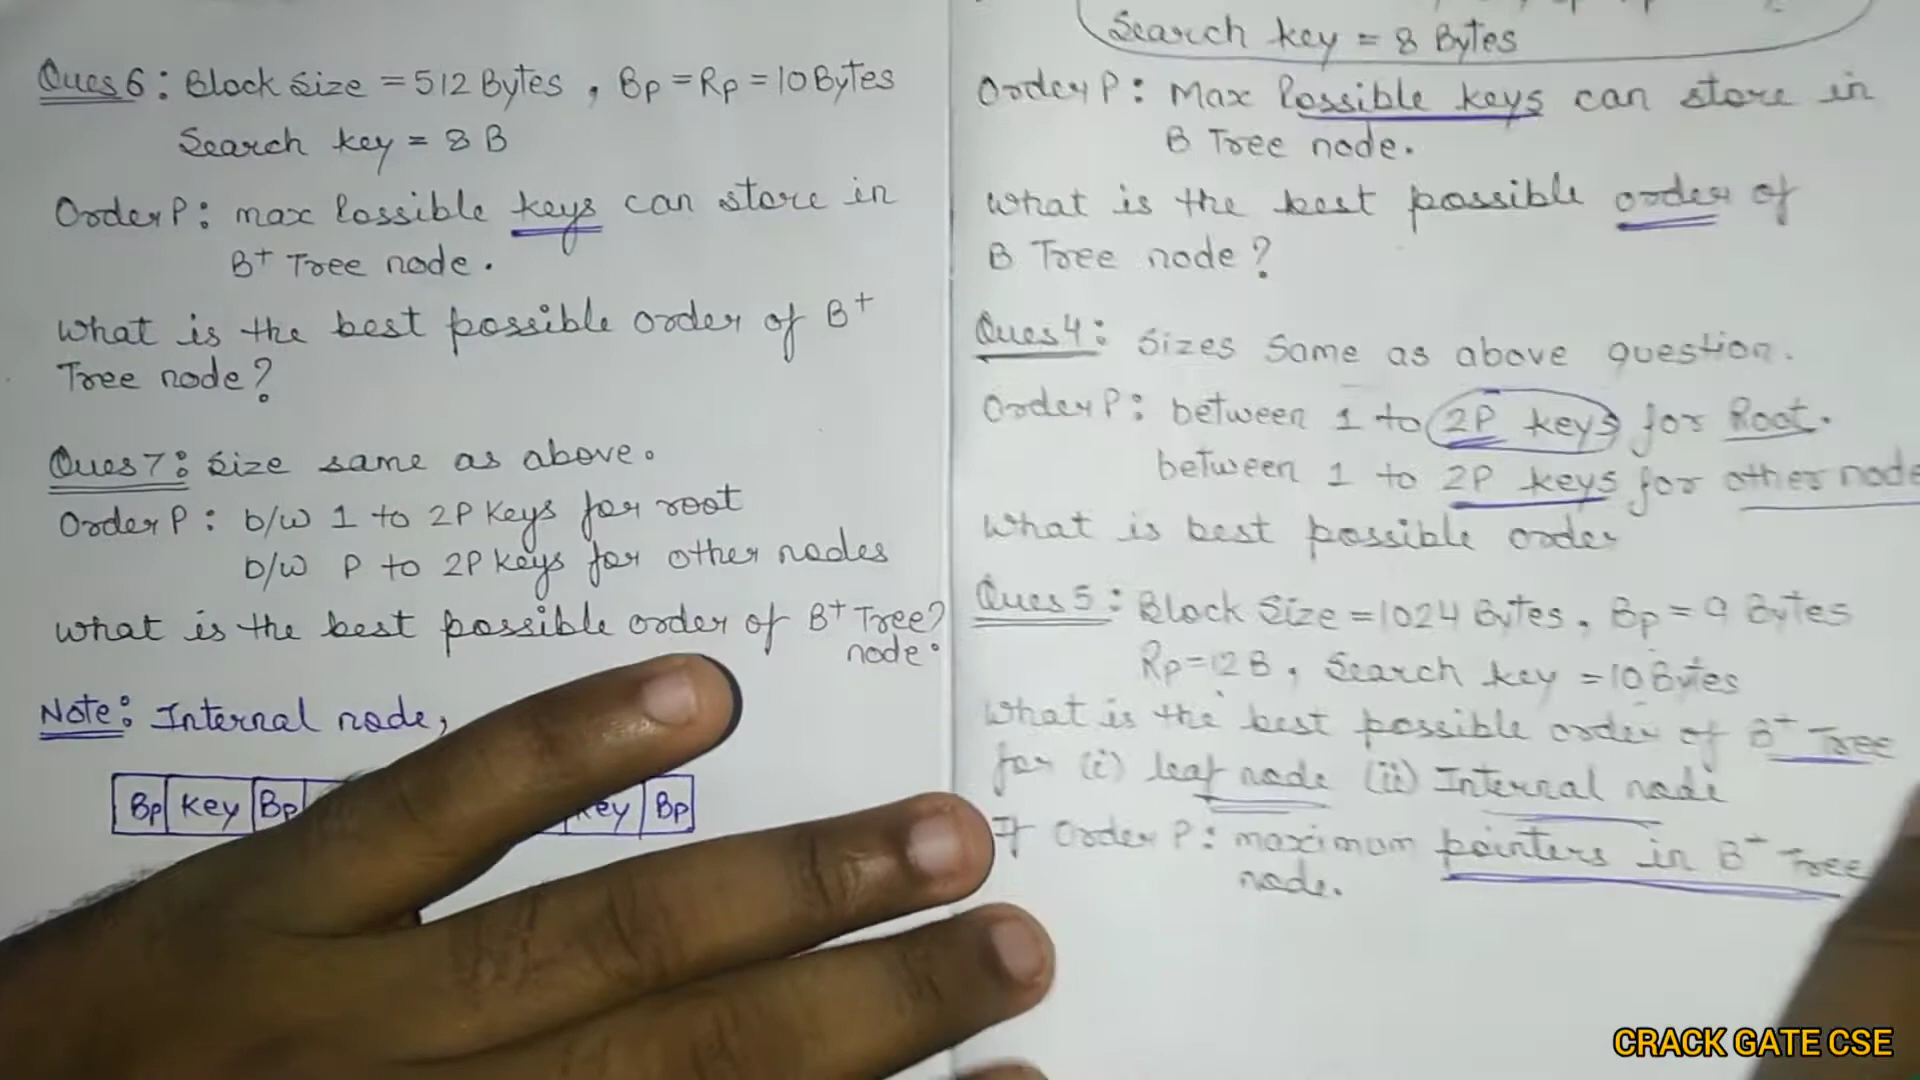 Ques 6 : Block Size = 512 Bytes , Bp = Rp = 10 Bytes
Search key = 8 B
Order P : max Possible keys can store in
B+ Tree node .
What is the best possible order of B+
Tree node ?
Ques 7 : Size same as above .
Order P : b/w 1 to 2P keys for root
b/w P to 2P keys for other nodes
What is the best possible order of B+ Tree ?
node .
Note : Internal node ,
Bp key Bp key Bp
Search key = 8 Bytes
Order P : Max Possible keys can store in
B Tree node .
What is the best possible order of
B Tree node ?
Ques 4 : Sizes Same as above question .
Order P : between 1 to 2P keys for Root .
between 1 to 2P keys for other node
What is best possible order
Ques 5 : Block Size = 1024 Bytes , Bp = 9 Bytes
Rp = 12 B , Search key = 10 Bytes
What is the best possible order of B+ Tree
for (i) leaf node (ii) Internal node
If Order P : maximum pointers in B+ Tree
node .
CRACK GATE CSE